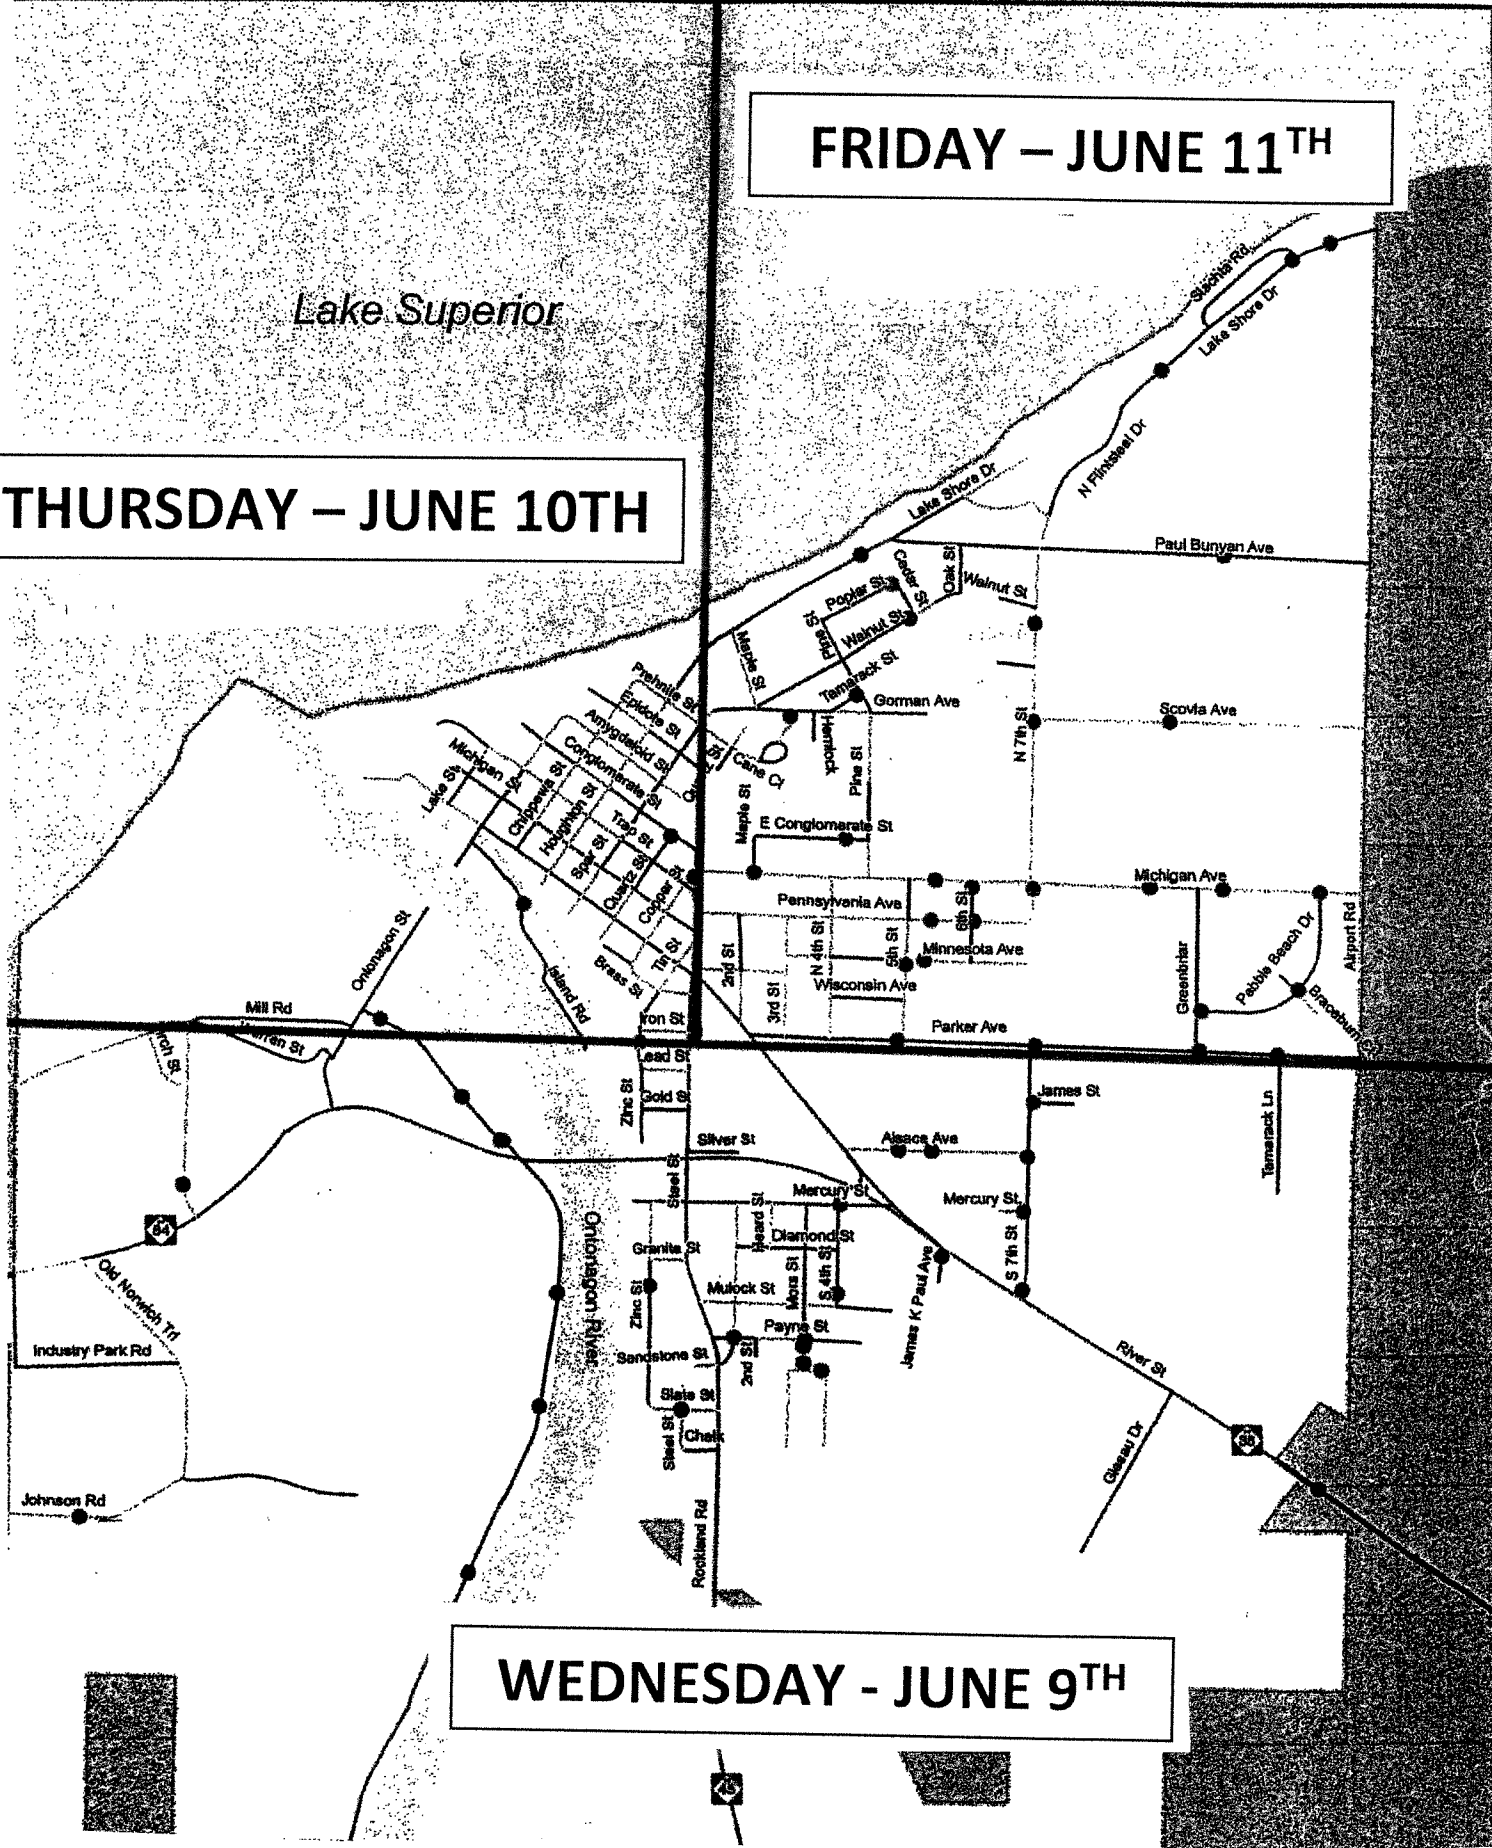 FRIDAY – JUNE 11TH
Lake Superior
Stachta Rd
Lake Shore Dr
N Flintsteel Dr
THURSDAY – JUNE 10TH
Lake Shore Dr
Paul Bunyan Ave
Cedar St
Oak St
Walnut St
Poplar St
Pine St
Walnut St
Maple St
Tamarack St
Prehnite St
Gorman Ave
Epidote St
Scovia Ave
Amygdaloid St
Hemlock
N 7th St
Conglomerate St
Michigan St
Cane Ct
Pine St
Lake St
Chippewa St
Houghton St
Maple St
Trap St
E Conglomerate St
Spar St
Quartz St
Michigan Ave
Copper St
Pennsylvania Ave
6th St
Airport Rd
Ontonagon St
N 4th St
5th St
Minnesota Ave
Pebble Beach Dr
Tin St
2nd St
Brass St
Greenbriar
Island Rd
3rd St
Wisconsin Ave
Mill Rd
Iron St
Parker Ave
Warren St
Lead St
Zinc St
Gold St
James St
Tamarack Ln
Silver St
Alsace Ave
Steel St
Mercury St
Mercury St
Heard St
64
Diamond St
Ontonagon River
Granite St
S 7th St
Old Norwich Trl
Mors St
S 4th St
Zinc St
Mulock St
James K Paul Ave
Payne St
Industry Park Rd
Sandstone St
2nd St
River St
Slate St
Steel St
Chalk
38
Giesau Dr
Johnson Rd
Rockland Rd
WEDNESDAY - JUNE 9TH
45